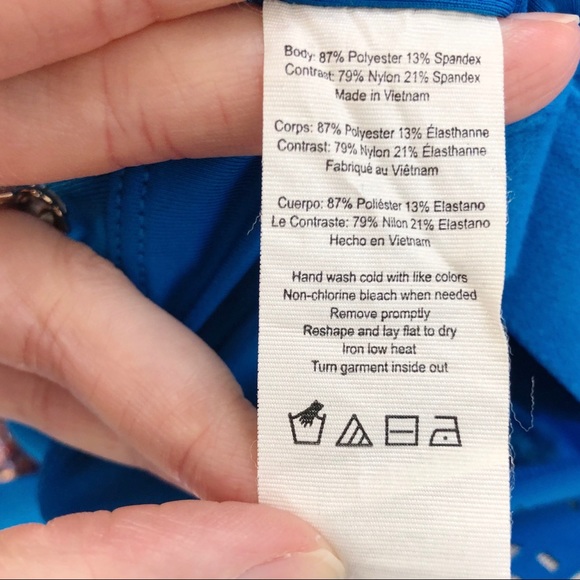 Body: 87% Polyester 13% Spandex
Contrast: 79% Nylon 21% Spandex
Made in Vietnam
Corps: 87% Polyester 13% Élasthanne
Contrast: 79% Nylon 21% Élasthanne
Fabriqué au Viêtnam
Cuerpo: 87% Poliéster 13% Elastano
Le Contraste: 79% Nilon 21% Elastano
Hecho en Vietnam
Hand wash cold with like colors
Non-chlorine bleach when needed
Remove promptly
Reshape and lay flat to dry
Iron low heat
Turn garment inside out